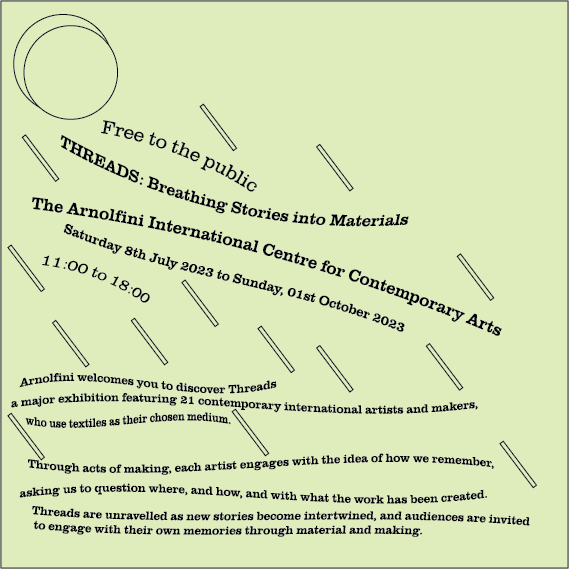 Free to the public
THREADS: Breathing Stories into Materials
The Arnolfini International Centre for Contemporary Arts
Saturday 8th July 2023 to Sunday, 01st October 2023
11:00 to 18:00
Arnolfini welcomes you to discover Threads
a major exhibition featuring 21 contemporary international artists and makers,
who use textiles as their chosen medium.
Through acts of making, each artist engages with the idea of how we remember,
asking us to question where, and how, and with what the work has been created.
Threads are unravelled as new stories become intertwined, and audiences are invited
to engage with their own memories through material and making.